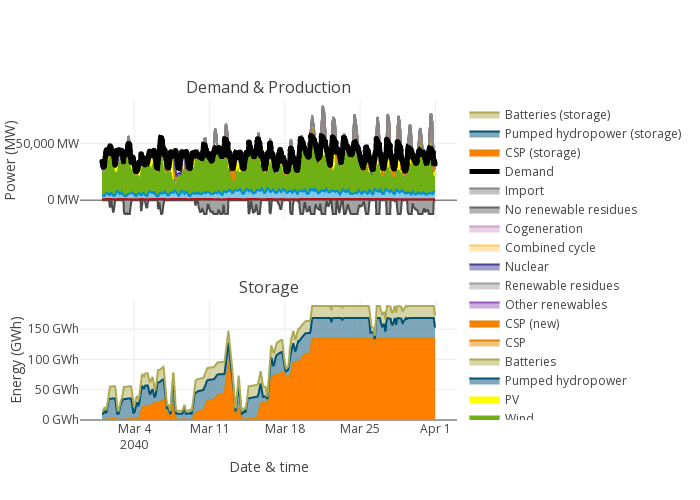 Demand & Production
50,000 MW
0 MW
Power (MW)
Storage
150 GWh
100 GWh
50 GWh
0 GWh
Energy (GWh)
Mar 4
2040
Mar 11
Mar 18
Mar 25
Apr 1
Date & time
Batteries (storage)
Pumped hydropower (storage)
CSP (storage)
Demand
Import
No renewable residues
Cogeneration
Combined cycle
Nuclear
Renewable residues
Other renewables
CSP (new)
CSP
Batteries
Pumped hydropower
PV
Wind